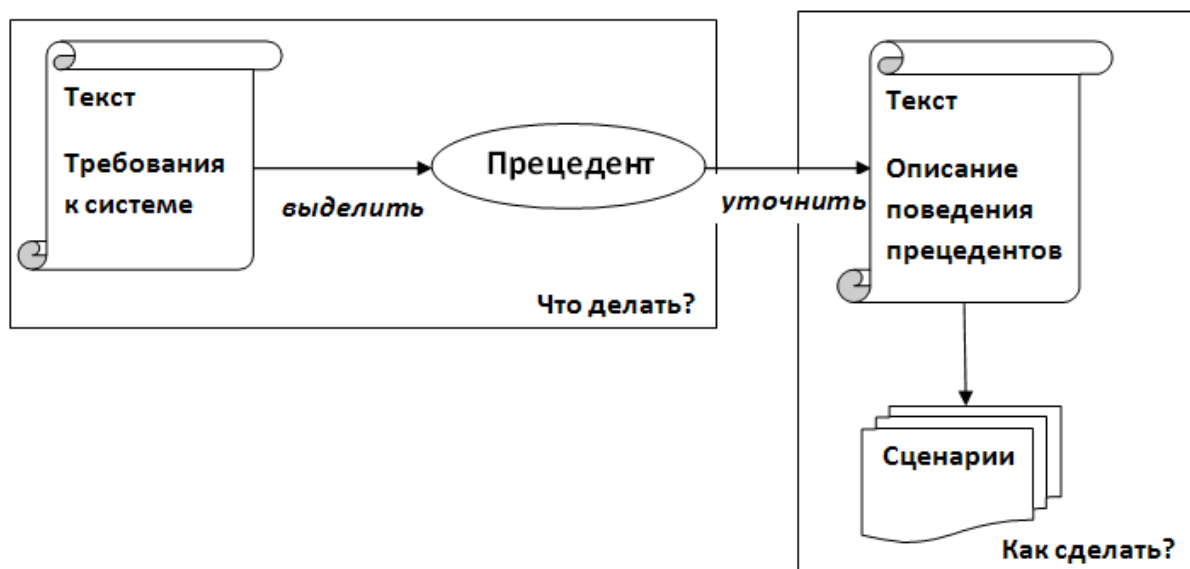 Текст
Требования
к системе
выделить
Прецедент
Что делать?
уточнить
Текст
Описание
поведения
прецедентов
Сценарии
Как сделать?